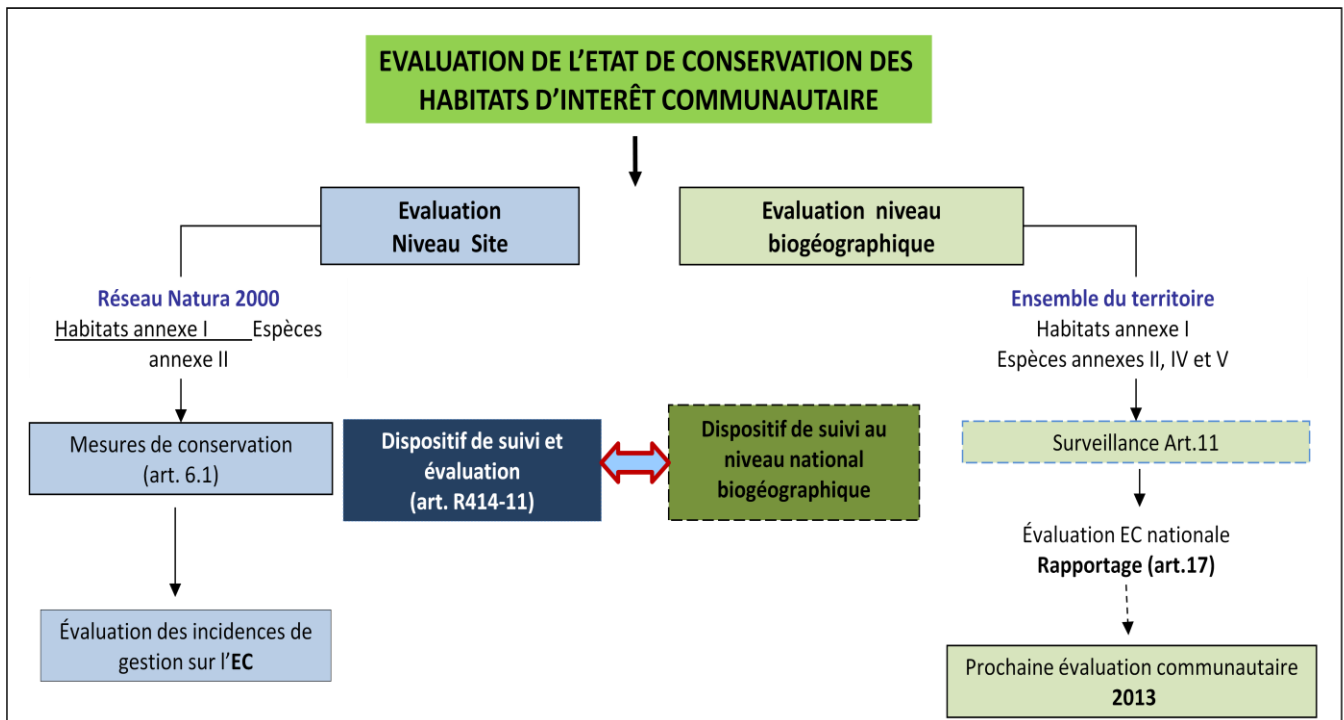 EVALUATION DE L'ETAT DE CONSERVATION DES
HABITATS D'INTERÊT COMMUNAUTAIRE
Evaluation
Niveau Site
Evaluation niveau
biogéographique
Réseau Natura 2000
Habitats annexe I Espèces
annexe II
Ensemble du territoire
Habitats annexe I
Espèces annexes II, IV et V
Mesures de conservation
(art. 6.1)
Dispositif de suivi et
évaluation
(art. R414-11)
Dispositif de suivi au
niveau national
biogéographique
Surveillance Art.11
Évaluation EC nationale
Rapportage (art.17)
Évaluation des incidences de
gestion sur l'EC
Prochaine évaluation communautaire
2013